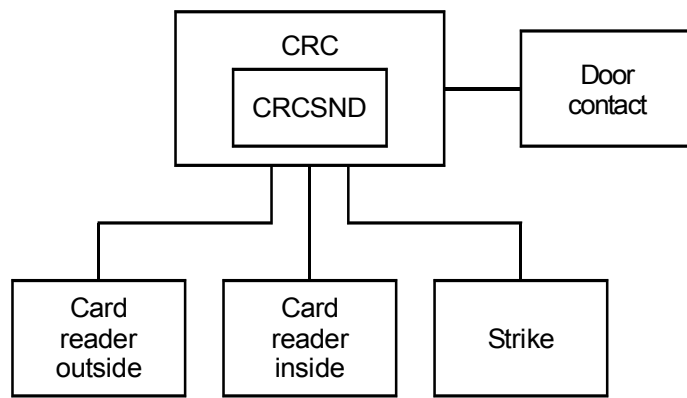 CRC
CRCSND
Door
contact
Card
reader
outside
Card
reader
inside
Strike